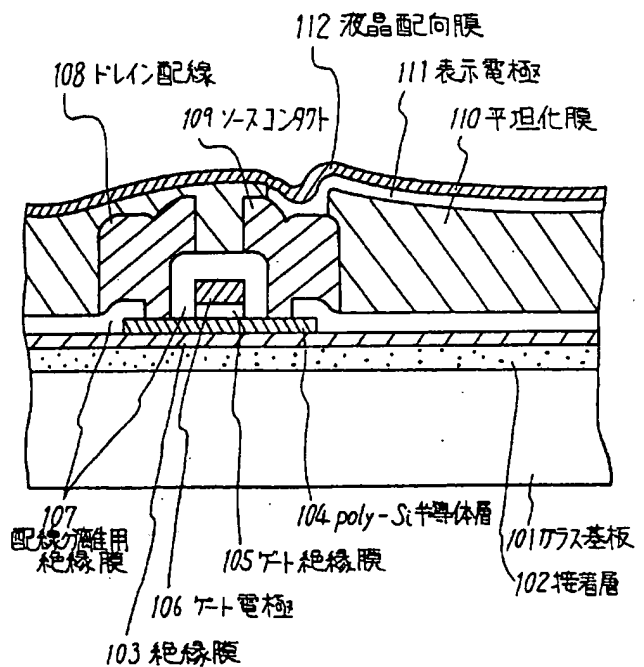 112 液晶配向膜
111 表示電極
108 ドレイン配線
109 ソースコンタクト
110 平坦化膜
107
配線分離用
絶縁膜
104 poly-Si半導体層
101 ガラス基板
105 ゲート絶縁膜
102 接着層
106 ゲート電極
103 絶縁膜